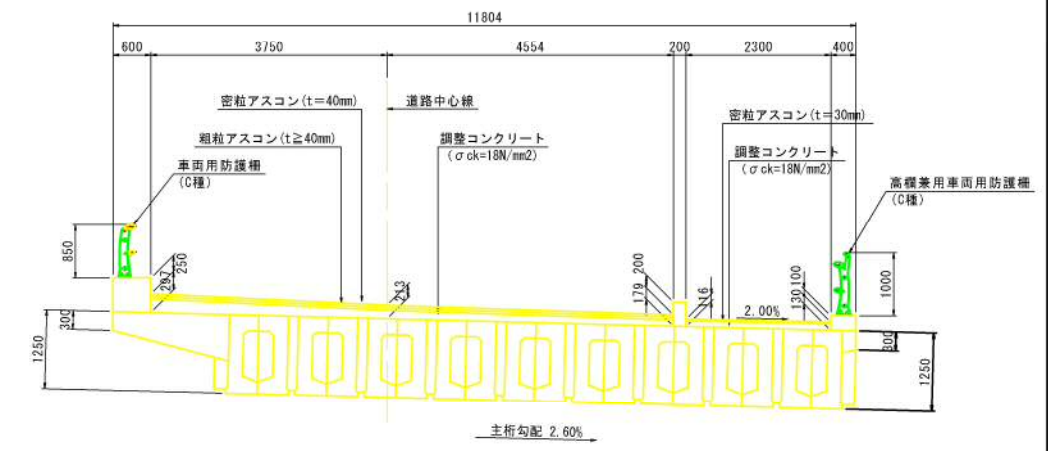 11804
600 3750 4554 200 2300 400
密粒アスコン(t=40mm)
道路中心線
密粒アスコン(t=30mm)
粗粒アスコン(t≧40mm)
調整コンクリート
(σck=18N/mm2)
調整コンクリート
(σck=18N/mm2)
車両用防護柵
(C種)
高欄兼用車両用防護柵
(C種)
850
250
297
213
200
179
116
100
130
1000
2.00%
300
1250
300
1250
主桁勾配 2.60%